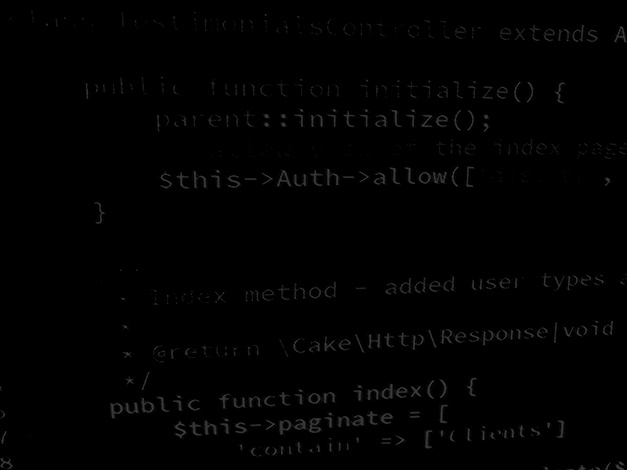 class TestimonialsController extends A
public function initialize() {
parent::initialize();
the index page
$this->Auth->allow([ ,
}
* Index method - added user types
*
* @return \Cake\Http\Response|void
*/
public function index() {
$this->paginate = [
'contain' => ['Clients']